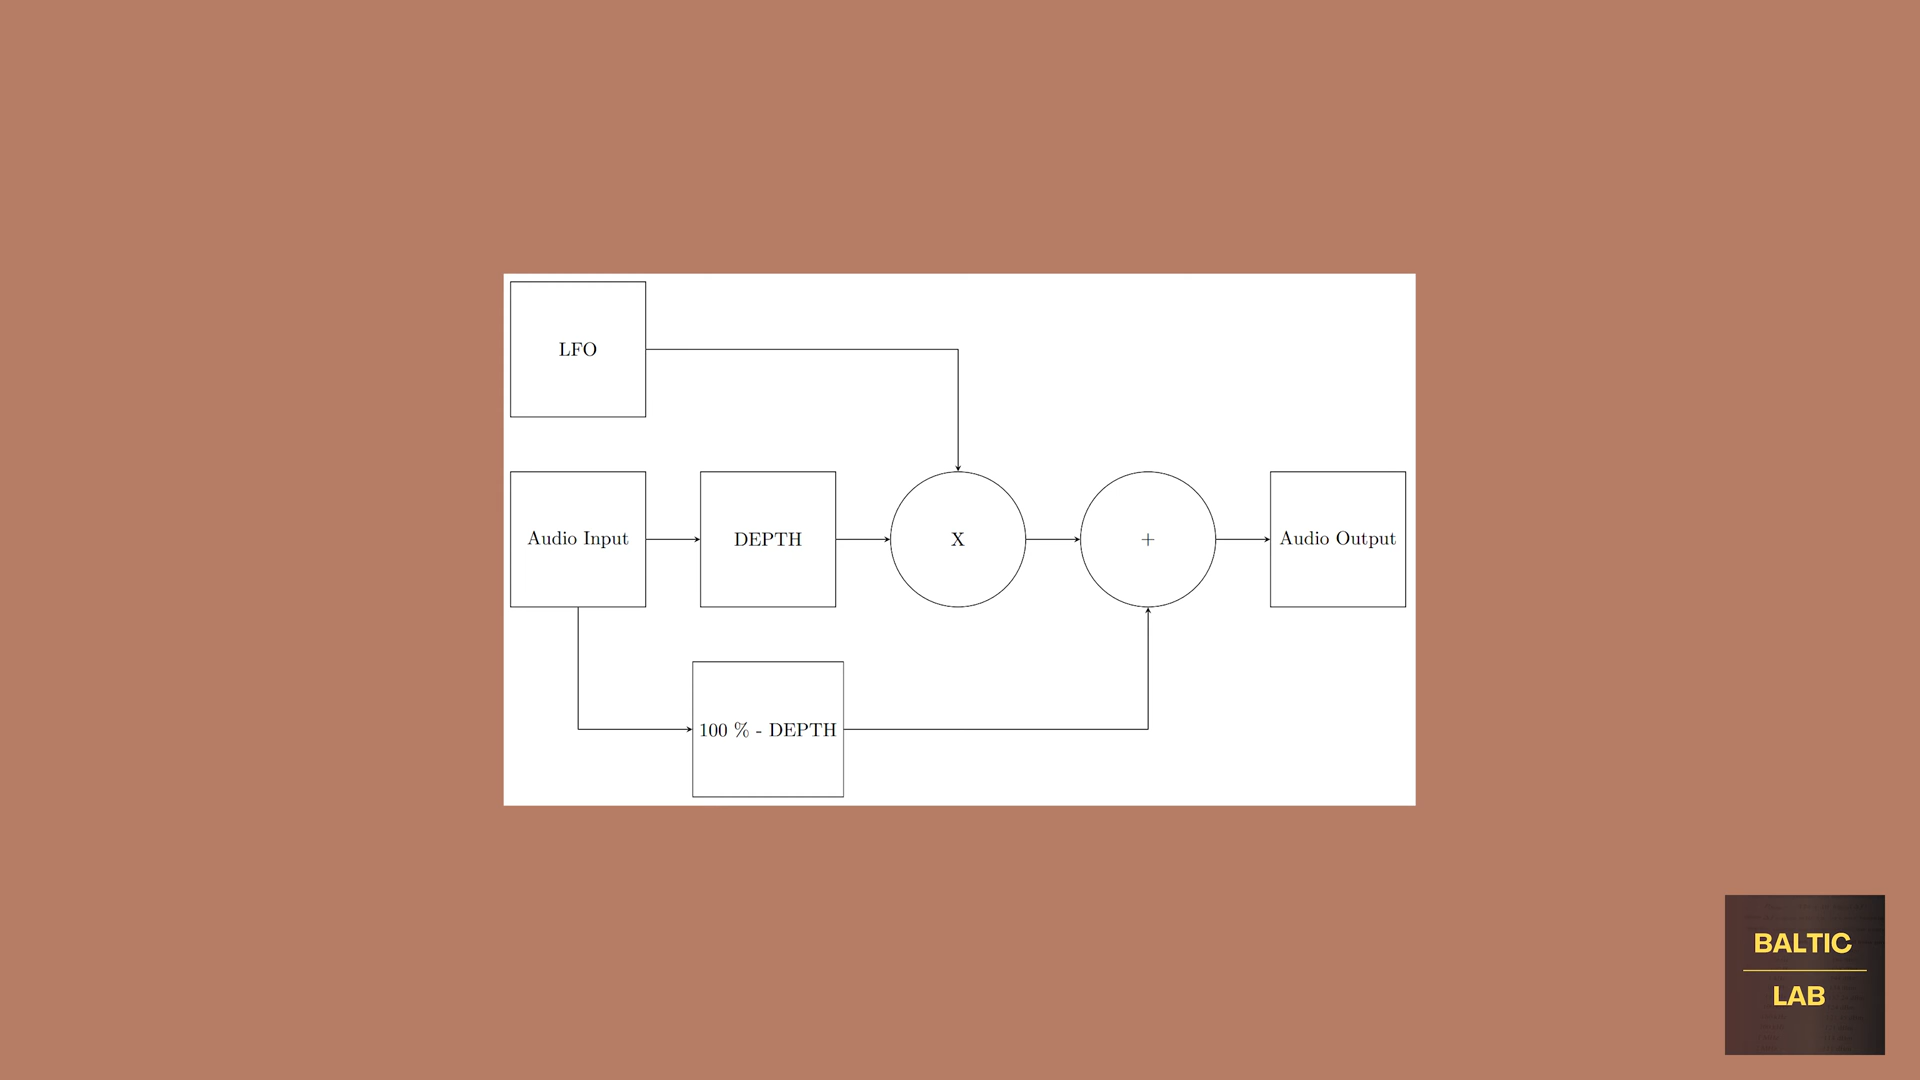 LFO
Audio Input
DEPTH
X
+
Audio Output
100 % - DEPTH
BALTIC
LAB